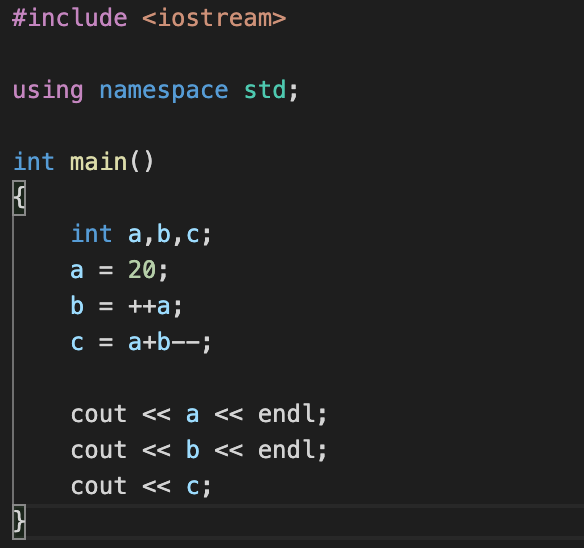 #include <iostream>
using namespace std;
int main()
{
    int a,b,c;
    a = 20;
    b = ++a;
    c = a+b--;
    cout << a << endl;
    cout << b << endl;
    cout << c;
}